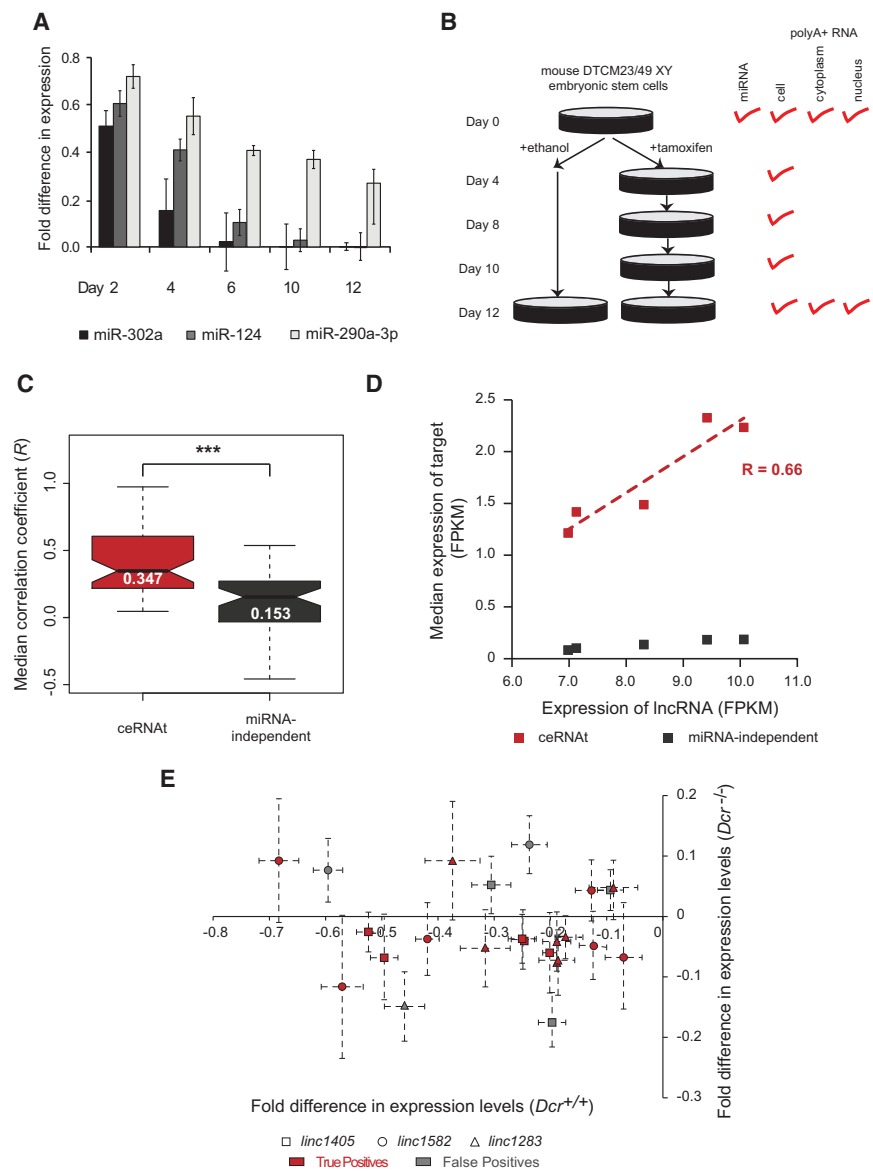 A
Fold difference in expression
0.8
0.6
0.4
0.2
0.0
Day 2 4 6 10 12
miR-302a miR-124 miR-290a-3p
B
polyA+ RNA
mouse DTCM23/49 XY
embryonic stem cells
miRNA
cell
cytoplasm
nucleus
Day 0
+ethanol +tamoxifen
Day 4
Day 8
Day 10
Day 12
C
Median correlation coefficient (R)
1.0
0.5
0.0
-0.5
***
0.347
0.153
ceRNAt
miRNA-
independent
D
Median expression of target
(FPKM)
2.5
2.0
1.5
1.0
0.5
0
R = 0.66
6.0 7.0 8.0 9.0 10.0 11.0
Expression of lncRNA (FPKM)
ceRNAt miRNA-independent
E
0.2
0.1
0
-0.1
-0.2
-0.3
-0.8 -0.7 -0.6 -0.5 -0.4 -0.3 -0.2 -0.1 0
Fold difference in expression levels (Dcr-/-)
Fold difference in expression levels (Dcr+/+)
linc1405 linc1582 linc1283
True Positives False Positives